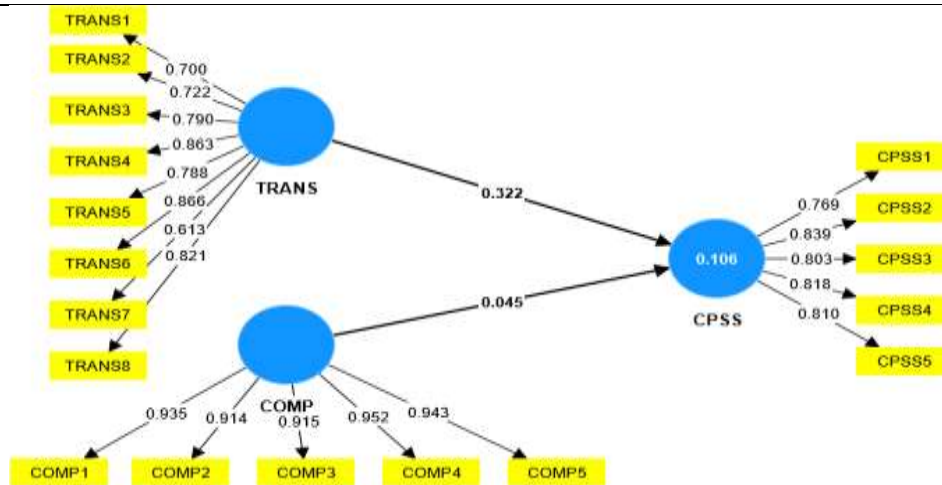 TRANS1
TRANS2
TRANS3
TRANS4
TRANS5
TRANS6
TRANS7
TRANS8
0.700
0.722
0.790
0.863
0.788
0.866
0.613
0.821
TRANS
0.322
0.045
COMP
0.935
0.914
0.915
0.952
0.943
COMP1
COMP2
COMP3
COMP4
COMP5
0.106
CPSS
0.769
0.839
0.803
0.818
0.810
CPSS1
CPSS2
CPSS3
CPSS4
CPSS5